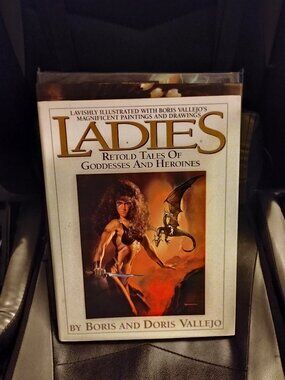 LAVISHLY ILLUSTRATED WITH BORIS VALLEJO'S
MAGNIFICENT PAINTINGS AND DRAWINGS
LADIES
RETOLD TALES OF
GODDESSES AND HEROINES
BY BORIS AND DORIS VALLEJO